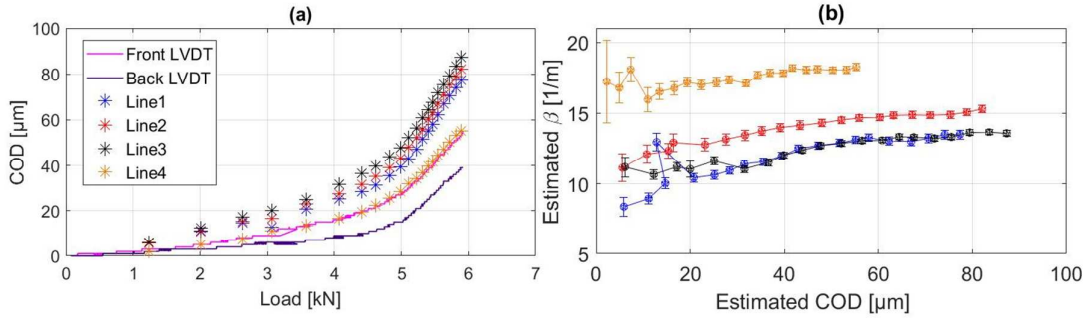 (a)
COD [µm]
100
80
60
40
20
0
Front LVDT
Back LVDT
Line1
Line2
Line3
Line4
0 1 2 3 4 5 6 7
Load [kN]
(b)
Estimated β [1/m]
20
15
10
5
0 20 40 60 80 100
Estimated COD [µm]